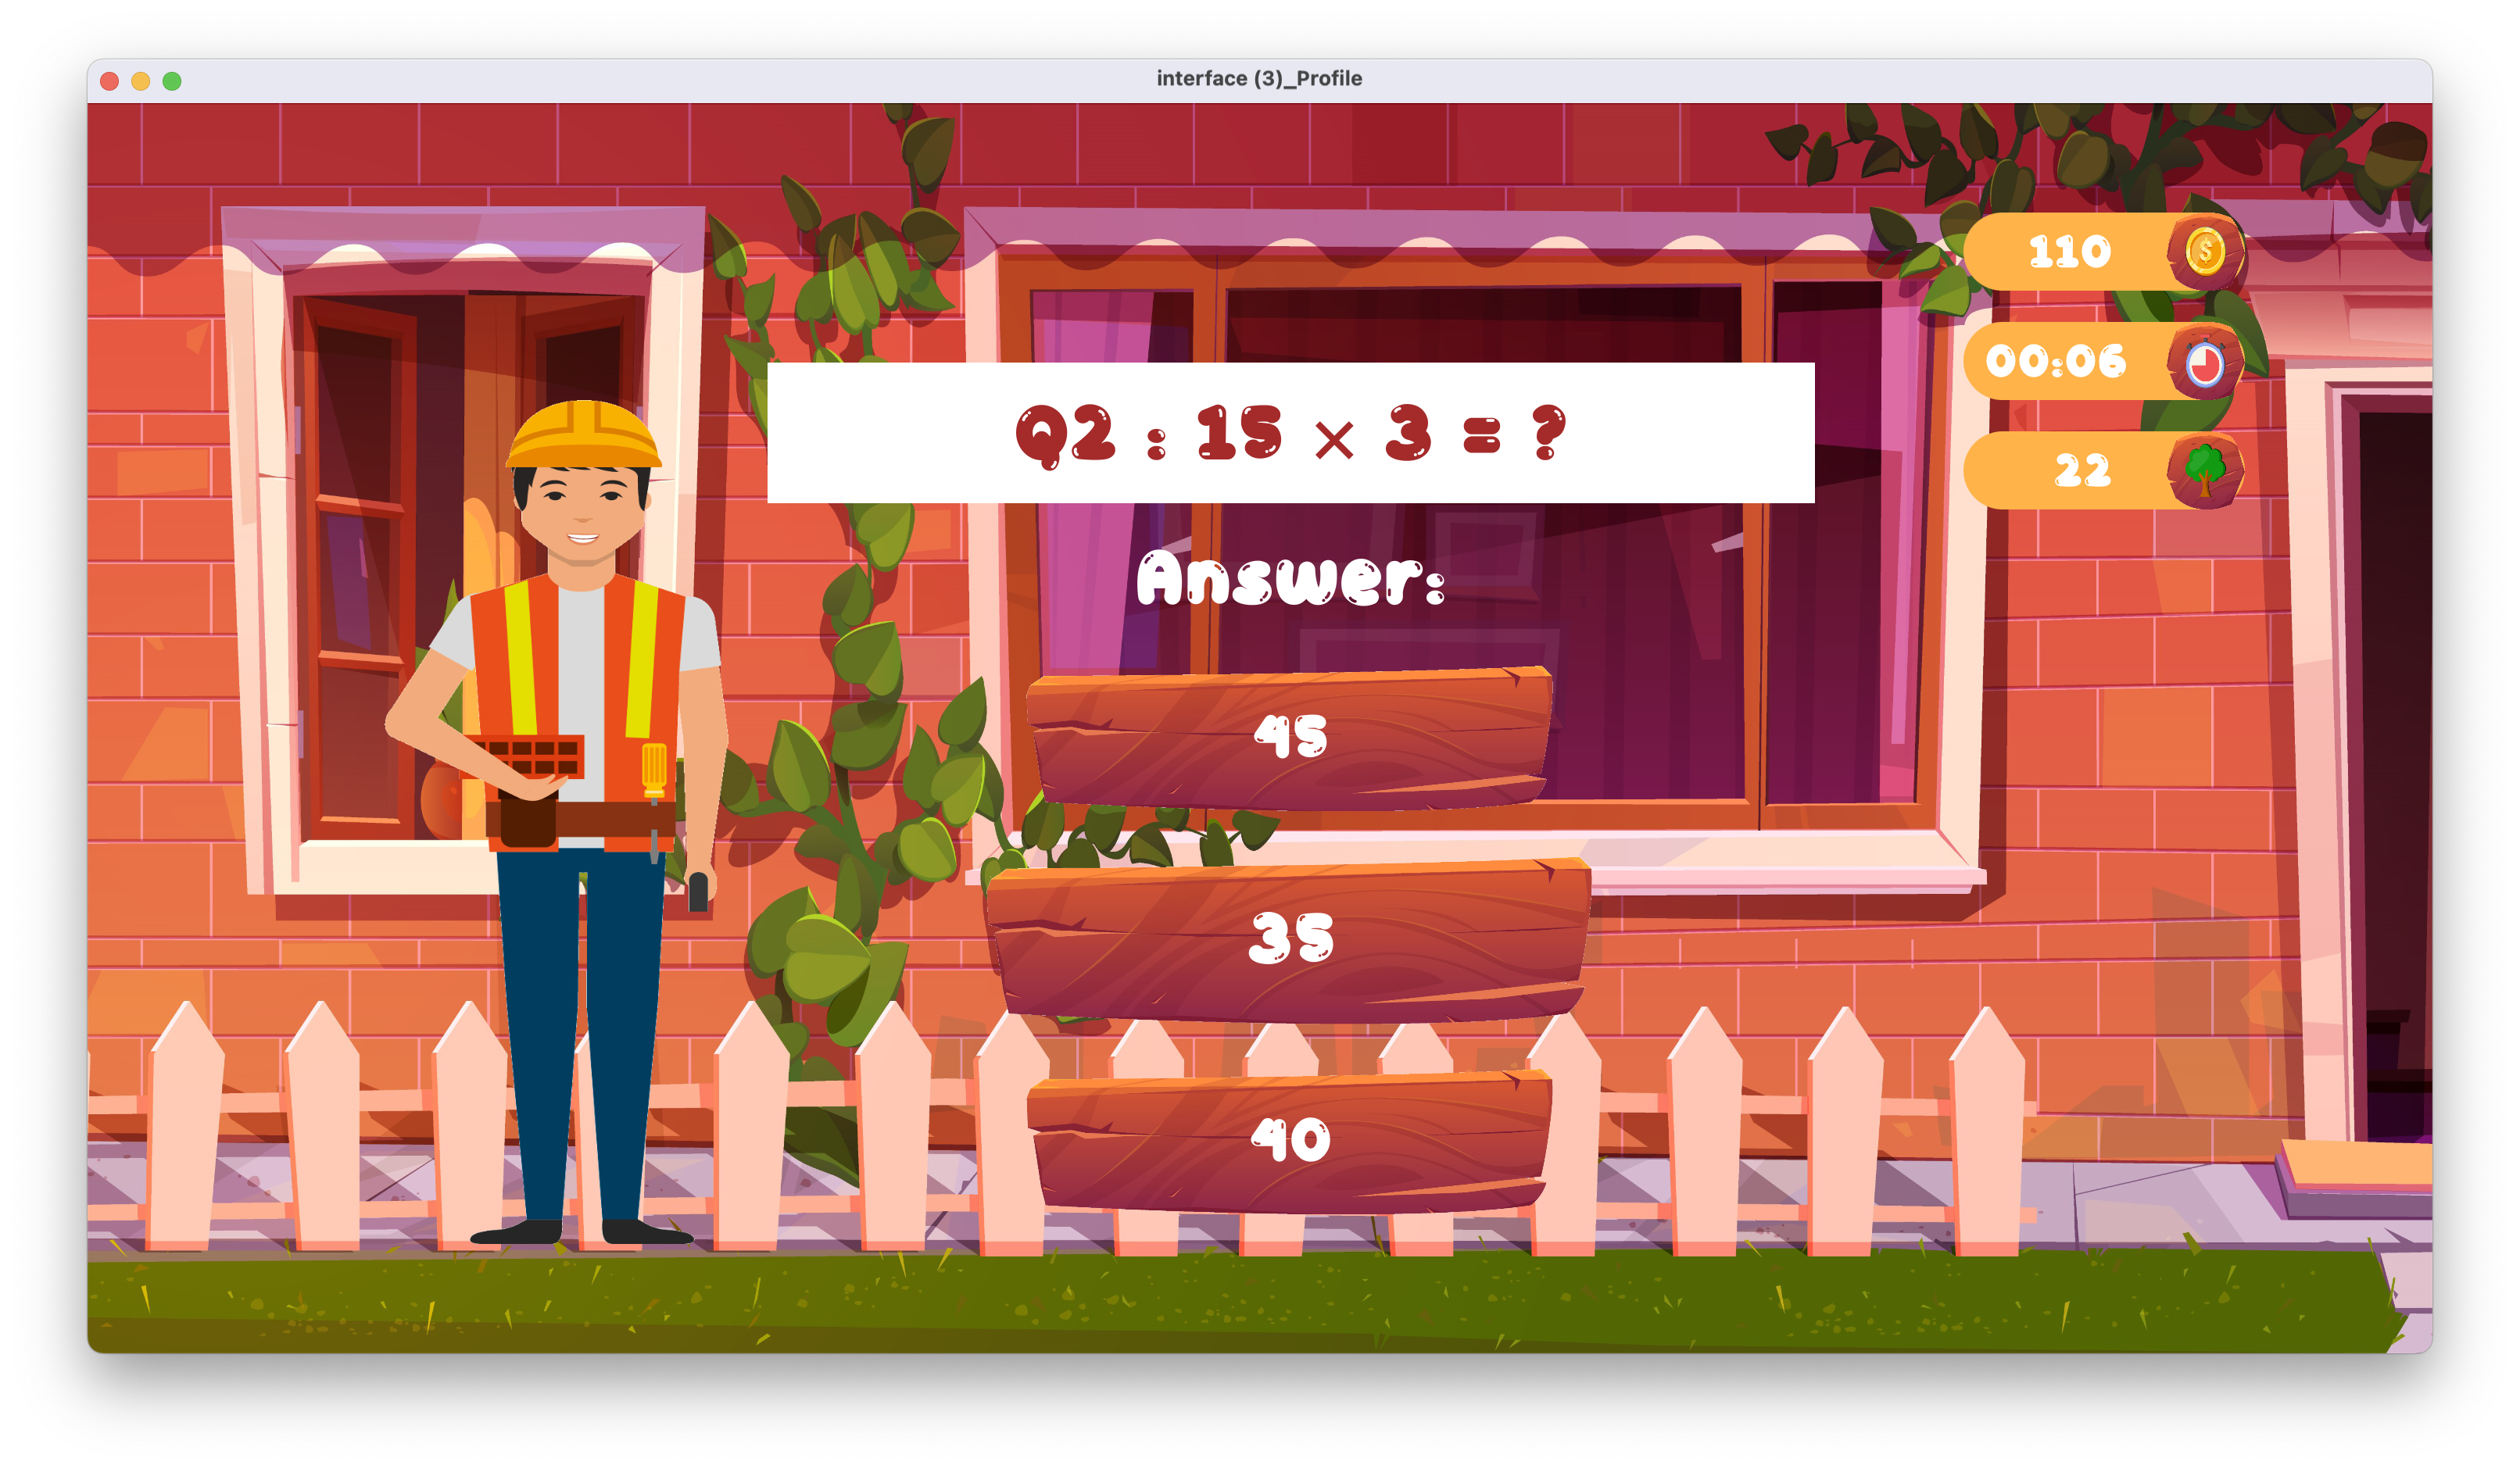 interface (3)_Profile
110
00:06
Q2 : 15 × 3 = ?
22
Answer:
45
35
40